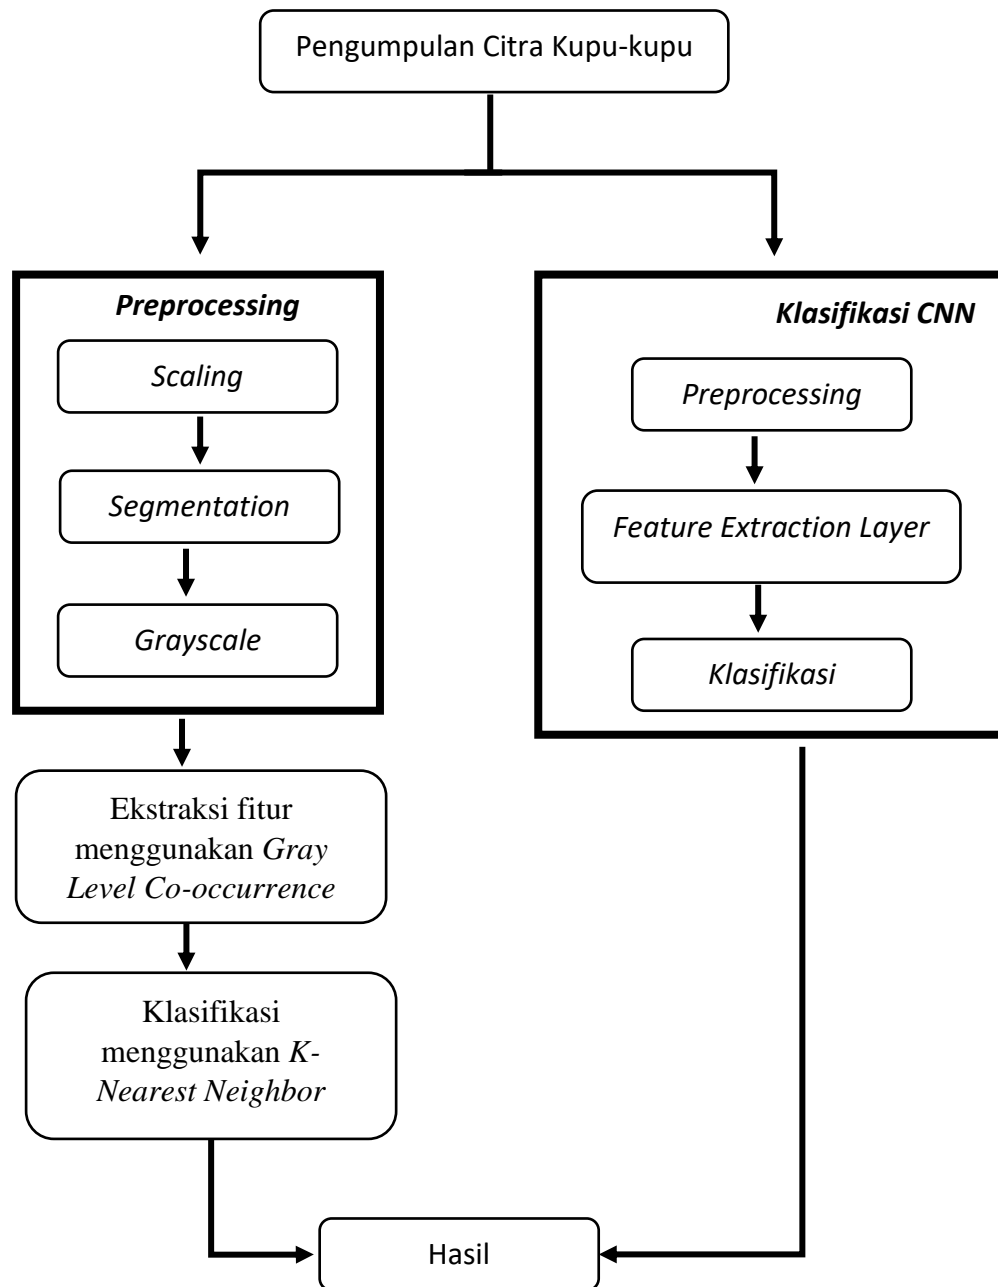 Pengumpulan Citra Kupu-kupu
Preprocessing
Scaling
Segmentation
Grayscale
Ekstraksi fitur
menggunakan Gray
Level Co-occurrence
Klasifikasi
menggunakan K-
Nearest Neighbor
Klasifikasi CNN
Preprocessing
Feature Extraction Layer
Klasifikasi
Hasil